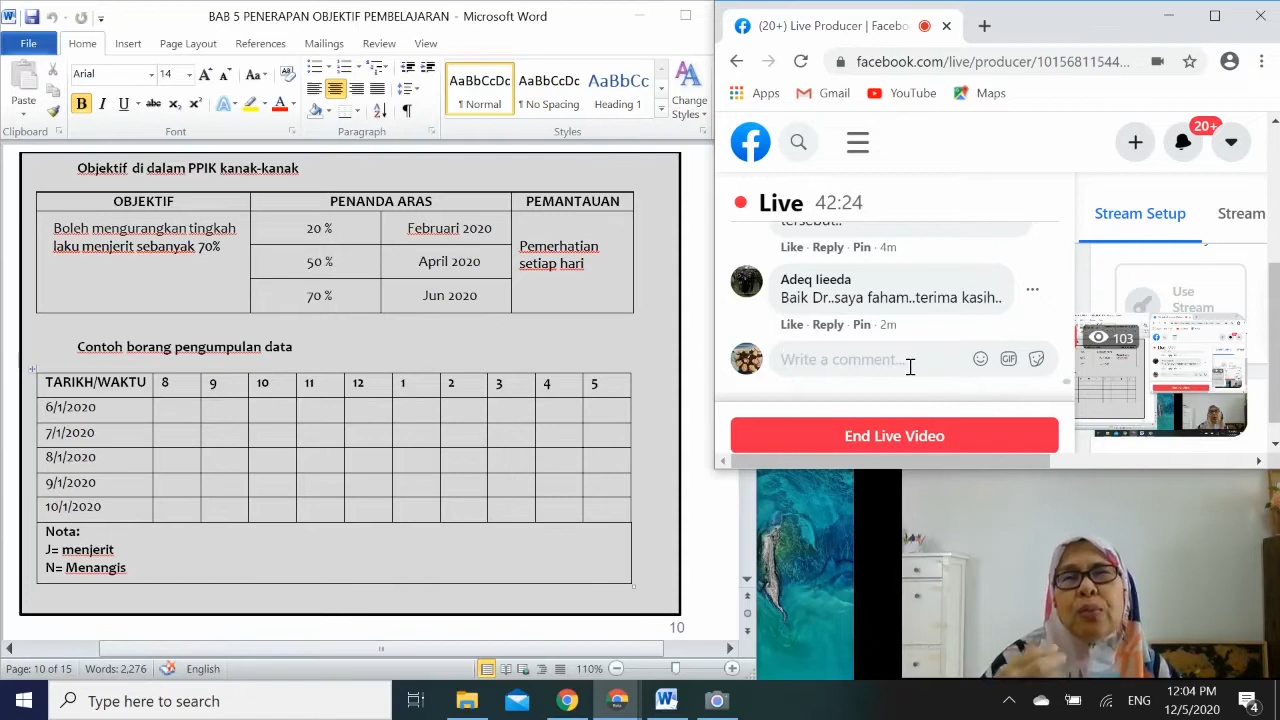 BAB 5 PENERAPAN OBJEKTIF PEMBELAJARAN - Microsoft Word
File Home Insert Page Layout References Mailings Review View
Paste
Arial 14
AaBbCcDc AaBbCcDc AaBbCc
¶ Normal ¶ No Spacing Heading 1
Change Styles
Clipboard Font Paragraph Styles
Objektif di dalam PPIK kanak-kanak
OBJEKTIF PENANDA ARAS PEMANTAUAN
Boleh mengurangkan tingkah laku menjerit sebanyak 70%
20 % Februari 2020
50 % April 2020
70 % Jun 2020
Pemerhatian setiap hari
Contoh borang pengumpulan data
TARIKH/WAKTU 8 9 10 11 12 1 2 3 4 5
6/1/2020
7/1/2020
8/1/2020
9/1/2020
10/1/2020
Nota:
J= menjerit
N= Menangis
10
Page: 10 of 15 Words: 2,276 English 110%
(20+) Live Producer | Facebo
facebook.com/live/producer/10156811544...
Apps Gmail YouTube Maps
20+
Live 42:24
tersebut..
Like · Reply · Pin · 4m
Adeq lieeda
Baik Dr..saya faham..terima kasih..
Like · Reply · Pin · 2m
Write a comment...
End Live Video
Stream Setup Stream
Use
Stream
103
Type here to search
ENG
12:04 PM
12/5/2020
4